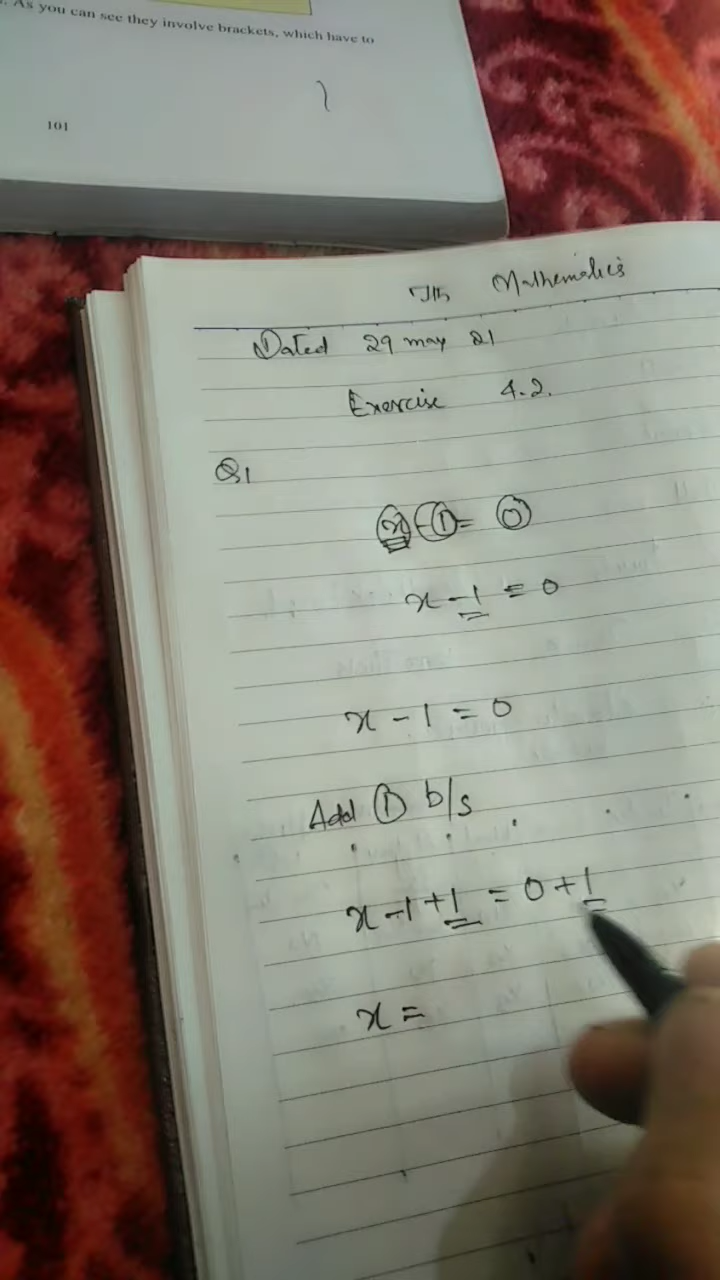 . As you can see they involve brackets, which have to
101
7th Mathematics
Dated 29 may 21
Exercise 4.2.
Q1
x - 1 = 0
x - 1 = 0
x - 1 = 0
Add 1 b/s
x - 1 + 1 = 0 + 1
x =